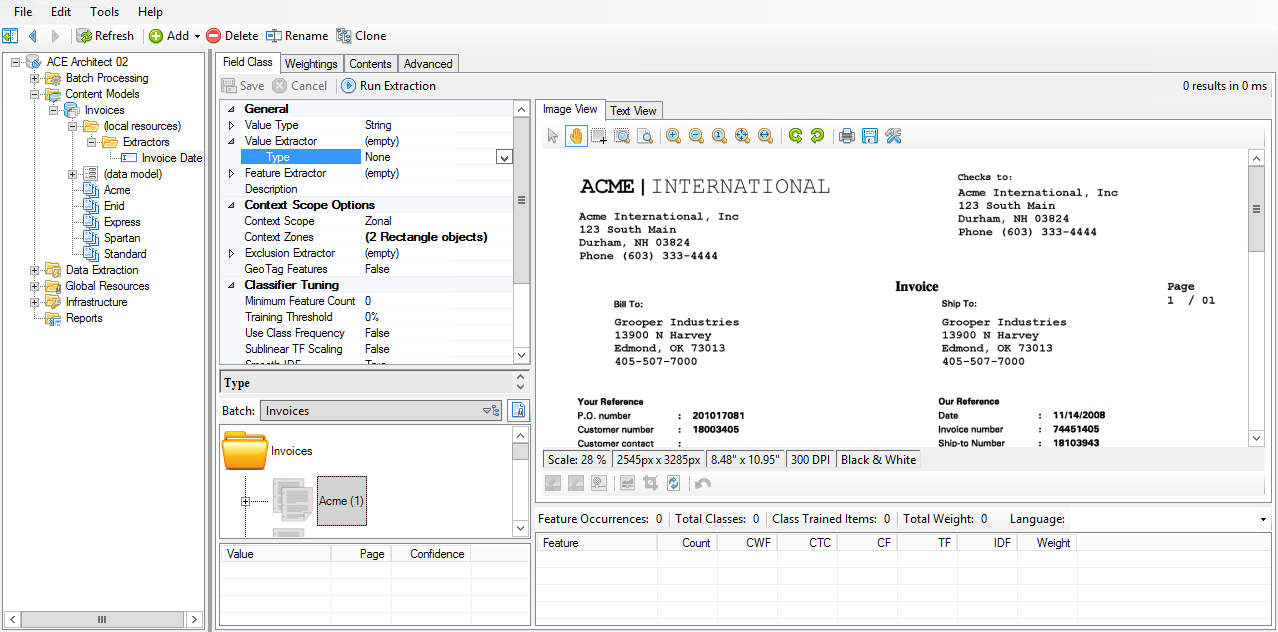 File Edit Tools Help
Refresh Add Delete Rename Clone
ACE Architect 02
Batch Processing
Content Models
Invoices
(local resources)
Extractors
Invoice Date
(data model)
Acme
Enid
Express
Spartan
Standard
Data Extraction
Global Resources
Infrastructure
Reports
Field Class Weightings Contents Advanced
Save Cancel Run Extraction
0 results in 0 ms
General
Value Type String
Value Extractor (empty)
Type None
Feature Extractor (empty)
Description
Context Scope Options
Context Scope Zonal
Context Zones (2 Rectangle objects)
Exclusion Extractor (empty)
GeoTag Features False
Classifier Tuning
Minimum Feature Count 0
Training Threshold 0%
Use Class Frequency False
Sublinear TF Scaling False
Smooth IDF True
Type
Batch: Invoices
Invoices
Acme (1)
Value Page Confidence
Image View Text View
ACME|INTERNATIONAL
Acme International, Inc
123 South Main
Durham, NH 03824
Phone (603) 333-4444
Checks to:
Acme International, Inc
123 South Main
Durham, NH 03824
Phone (603) 333-4444
Invoice
Page
1 / 01
Bill To:
Grooper Industries
13900 N Harvey
Edmond, OK 73013
405-507-7000
Ship To:
Grooper Industries
13900 N Harvey
Edmond, OK 73013
405-507-7000
Your Reference
P.O. number : 201017081
Customer number : 18003405
Customer contact :
Our Reference
Date : 11/14/2008
Invoice number : 74451405
Ship-to Number : 18103943
Scale: 28 % 2545px x 3285px 8.48" x 10.95" 300 DPI Black & White
Feature Occurrences: 0 Total Classes: 0 Class Trained Items: 0 Total Weight: 0 Language:
Feature Count CWF CTC CF TF IDF Weight